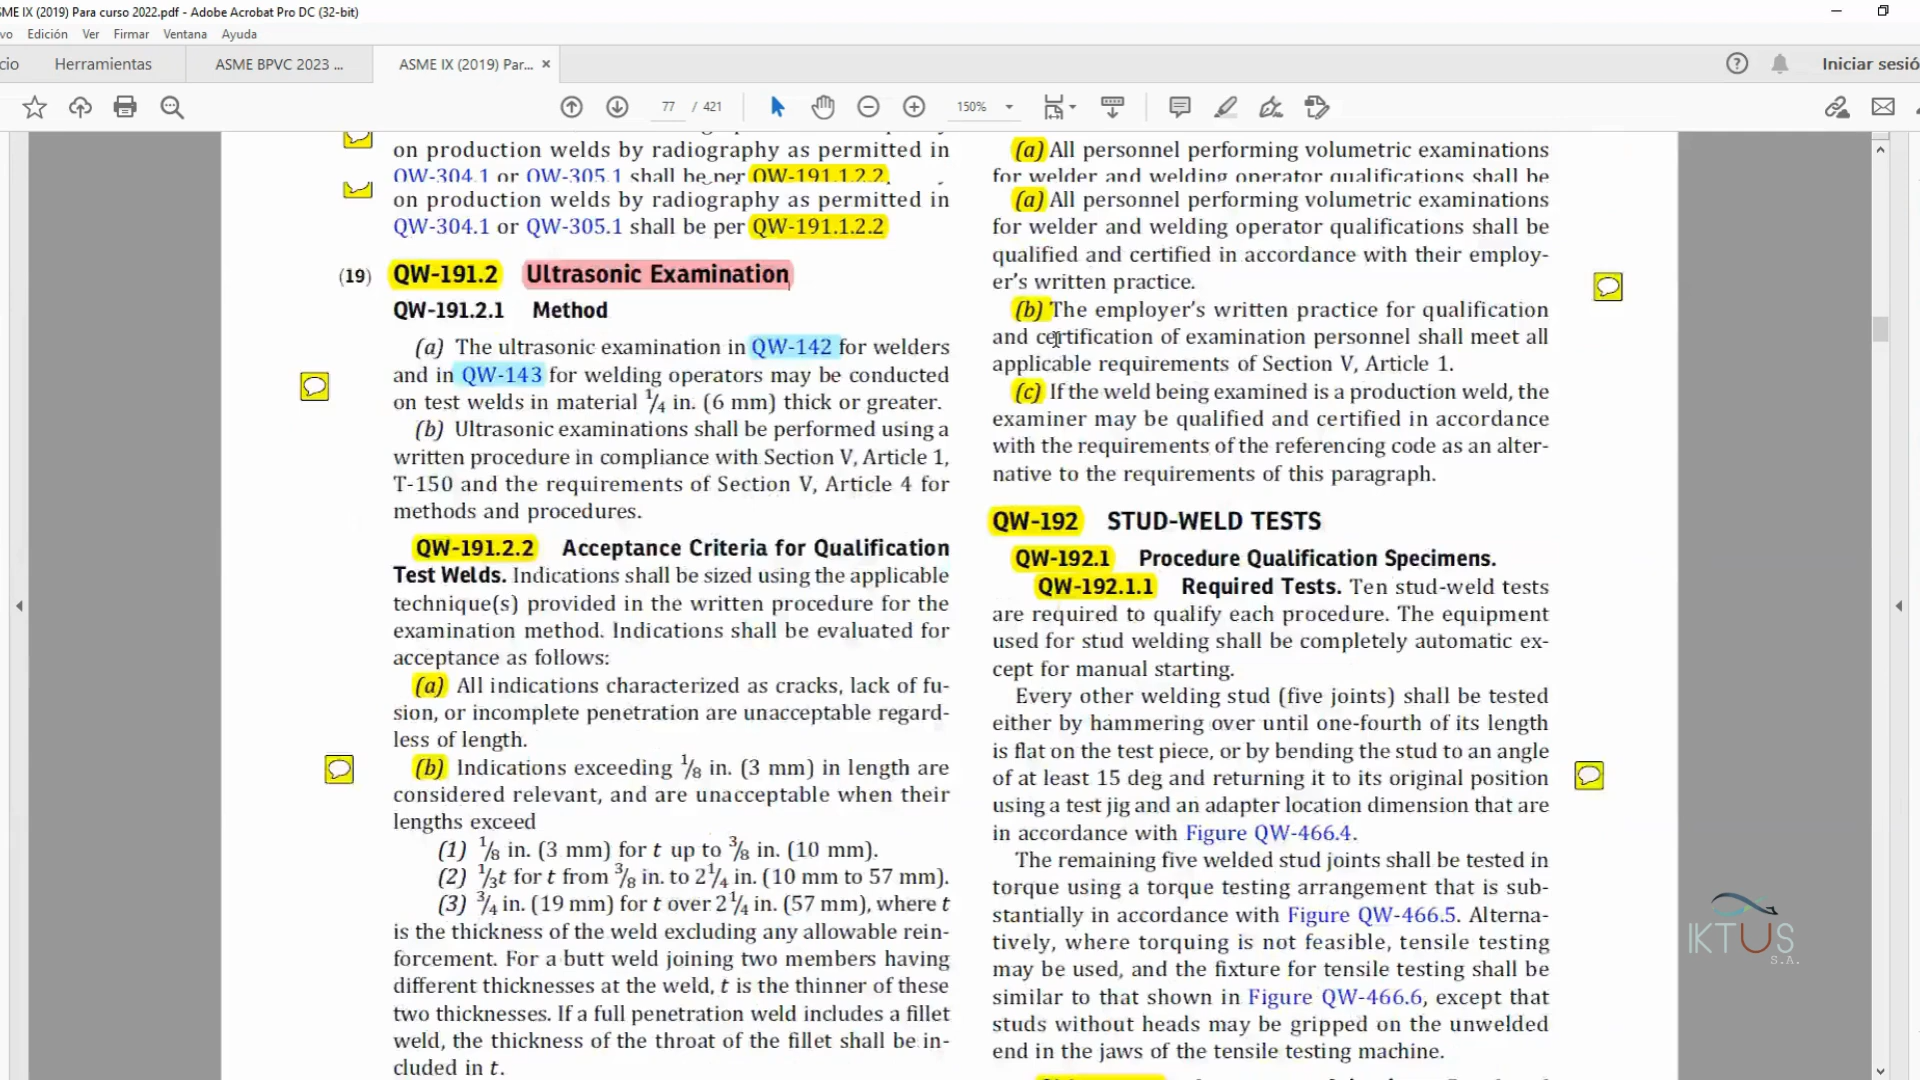 ASME IX (2019) Para curso 2022.pdf - Adobe Acrobat Pro DC (32-bit)
Edición Ver Firmar Ventana Ayuda
Herramientas ASME BPVC 2023 ... ASME IX (2019) Par... × Iniciar sesió
77 / 421 150%
on production welds by radiography as permitted in
QW-304.1 or QW-305.1 shall be per QW-191.1.2.2,
on production welds by radiography as permitted in
QW-304.1 or QW-305.1 shall be per QW-191.1.2.2
(19) QW-191.2 Ultrasonic Examination
QW-191.2.1 Method
(a) The ultrasonic examination in QW-142 for welders
and in QW-143 for welding operators may be conducted
on test welds in material 1/4 in. (6 mm) thick or greater.
(b) Ultrasonic examinations shall be performed using a
written procedure in compliance with Section V, Article 1,
T-150 and the requirements of Section V, Article 4 for
methods and procedures.
QW-191.2.2 Acceptance Criteria for Qualification
Test Welds. Indications shall be sized using the applicable
technique(s) provided in the written procedure for the
examination method. Indications shall be evaluated for
acceptance as follows:
(a) All indications characterized as cracks, lack of fu-
sion, or incomplete penetration are unacceptable regard-
less of length.
(b) Indications exceeding 1/8 in. (3 mm) in length are
considered relevant, and are unacceptable when their
lengths exceed
(1) 1/8 in. (3 mm) for t up to 3/8 in. (10 mm).
(2) 1/3t for t from 3/8 in. to 2 1/4 in. (10 mm to 57 mm).
(3) 3/4 in. (19 mm) for t over 2 1/4 in. (57 mm), where t
is the thickness of the weld excluding any allowable rein-
forcement. For a butt weld joining two members having
different thicknesses at the weld, t is the thinner of these
two thicknesses. If a full penetration weld includes a fillet
weld, the thickness of the throat of the fillet shall be in-
cluded in t.
(a) All personnel performing volumetric examinations
for welder and welding operator qualifications shall be
(a) All personnel performing volumetric examinations
for welder and welding operator qualifications shall be
qualified and certified in accordance with their employ-
er's written practice.
(b) The employer's written practice for qualification
and certification of examination personnel shall meet all
applicable requirements of Section V, Article 1.
(c) If the weld being examined is a production weld, the
examiner may be qualified and certified in accordance
with the requirements of the referencing code as an alter-
native to the requirements of this paragraph.
QW-192 STUD-WELD TESTS
QW-192.1 Procedure Qualification Specimens.
QW-192.1.1 Required Tests. Ten stud-weld tests
are required to qualify each procedure. The equipment
used for stud welding shall be completely automatic ex-
cept for manual starting.
Every other welding stud (five joints) shall be tested
either by hammering over until one-fourth of its length
is flat on the test piece, or by bending the stud to an angle
of at least 15 deg and returning it to its original position
using a test jig and an adapter location dimension that are
in accordance with Figure QW-466.4.
The remaining five welded stud joints shall be tested in
torque using a torque testing arrangement that is sub-
stantially in accordance with Figure QW-466.5. Alterna-
tively, where torquing is not feasible, tensile testing
may be used, and the fixture for tensile testing shall be
similar to that shown in Figure QW-466.6, except that
studs without heads may be gripped on the unwelded
end in the jaws of the tensile testing machine.
IKTUS
S.A.